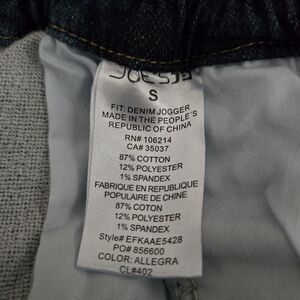 JOE'S
S
FIT: DENIM JOGGER
MADE IN THE PEOPLE'S
REPUBLIC OF CHINA
RN# 106214
CA# 35037
87% COTTON
12% POLYESTER
1% SPANDEX
FABRIQUE EN REPUBLIQUE
POPULAIRE DE CHINE
87% COTTON
12% POLYESTER
1% SPANDEX
Style# EFKAAE5428
PO# 856600
COLOR: ALLEGRA
CL#402